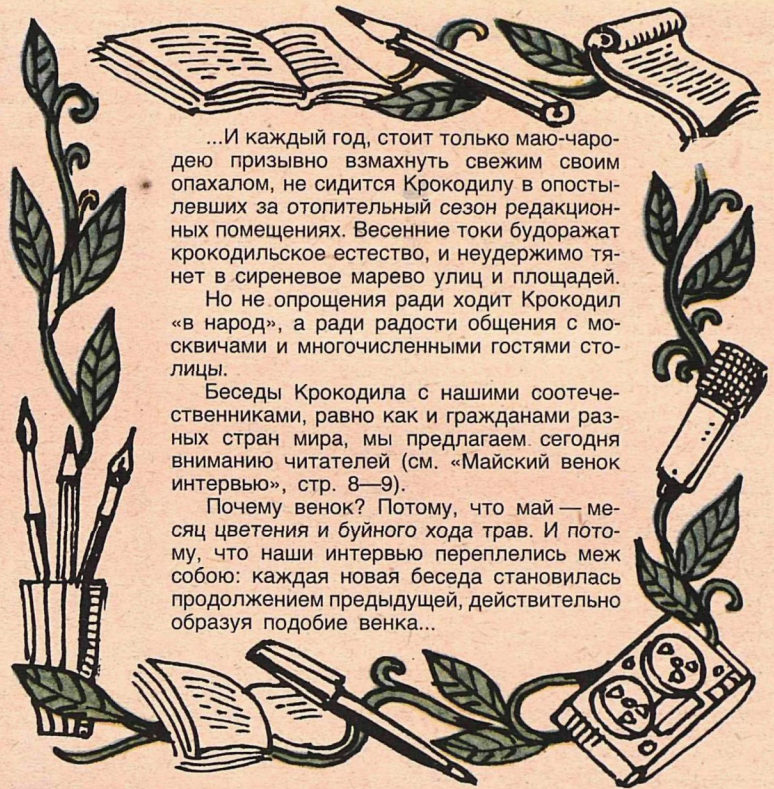 ...И каждый год, стоит только маю-чаро-
дею призывно взмахнуть свежим своим
опахалом, не сидится Крокодилу в опосты-
левших за отопительный сезон редакцион-
ных помещениях. Весенние токи будоражат
крокодильское естество, и неудержимо тя-
нет в сиреневое марево улиц и площадей.
Но не опрощения ради ходит Крокодил
«в народ», а ради радости общения с мо-
сквичами и многочисленными гостями сто-
лицы.
Беседы Крокодила с нашими соотече-
ственниками, равно как и гражданами раз-
ных стран мира, мы предлагаем сегодня
вниманию читателей (см. «Майский венок
интервью», стр. 8—9).
Почему венок? Потому, что май — ме-
сяц цветения и буйного хода трав. И пото-
му, что наши интервью переплелись меж
собою: каждая новая беседа становилась
продолжением предыдущей, действительно
образуя подобие венка...